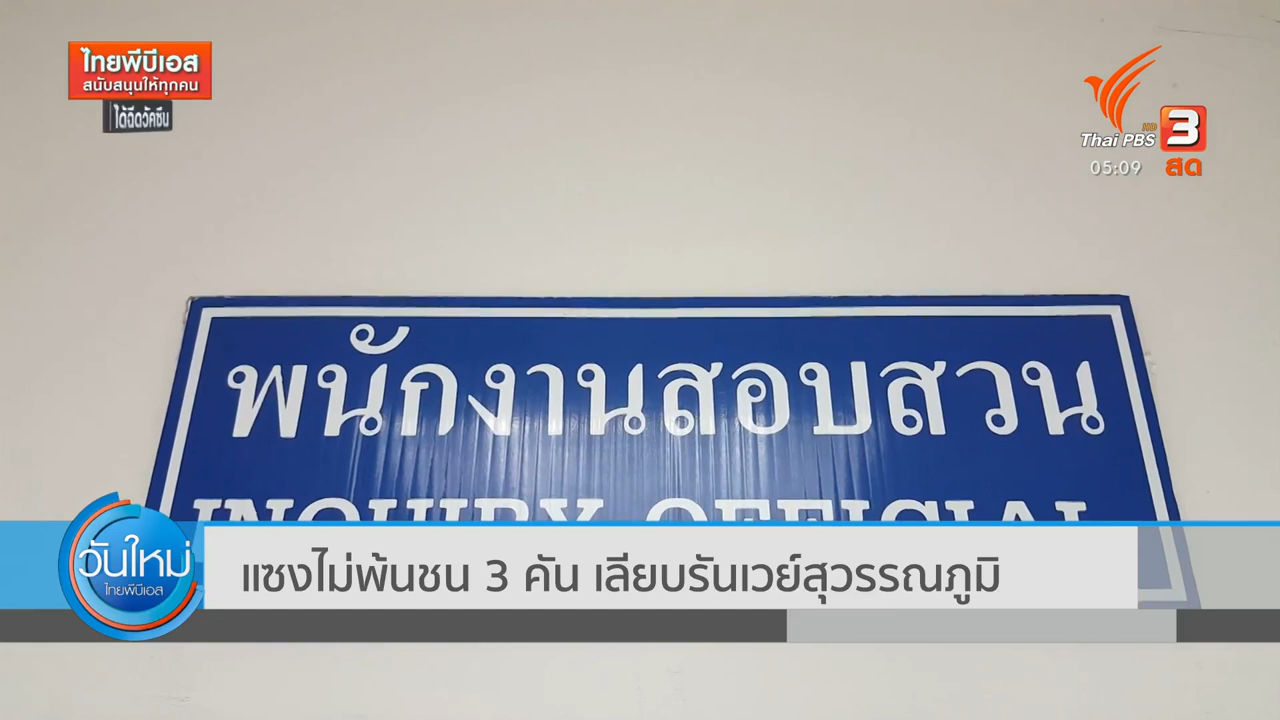 ไทยพีบีเอส
สนับสนุนให้ทุกคน
ได้ฉีดวัคซีน
Thai PBS HD 3
05:09 สด
พนักงานสอบสวน
INQUIRY OFFICIAL
วันใหม่
ไทยพีบีเอส
แซงไม่พ้นชน 3 คัน เลียบรันเวย์สุวรรณภูมิ